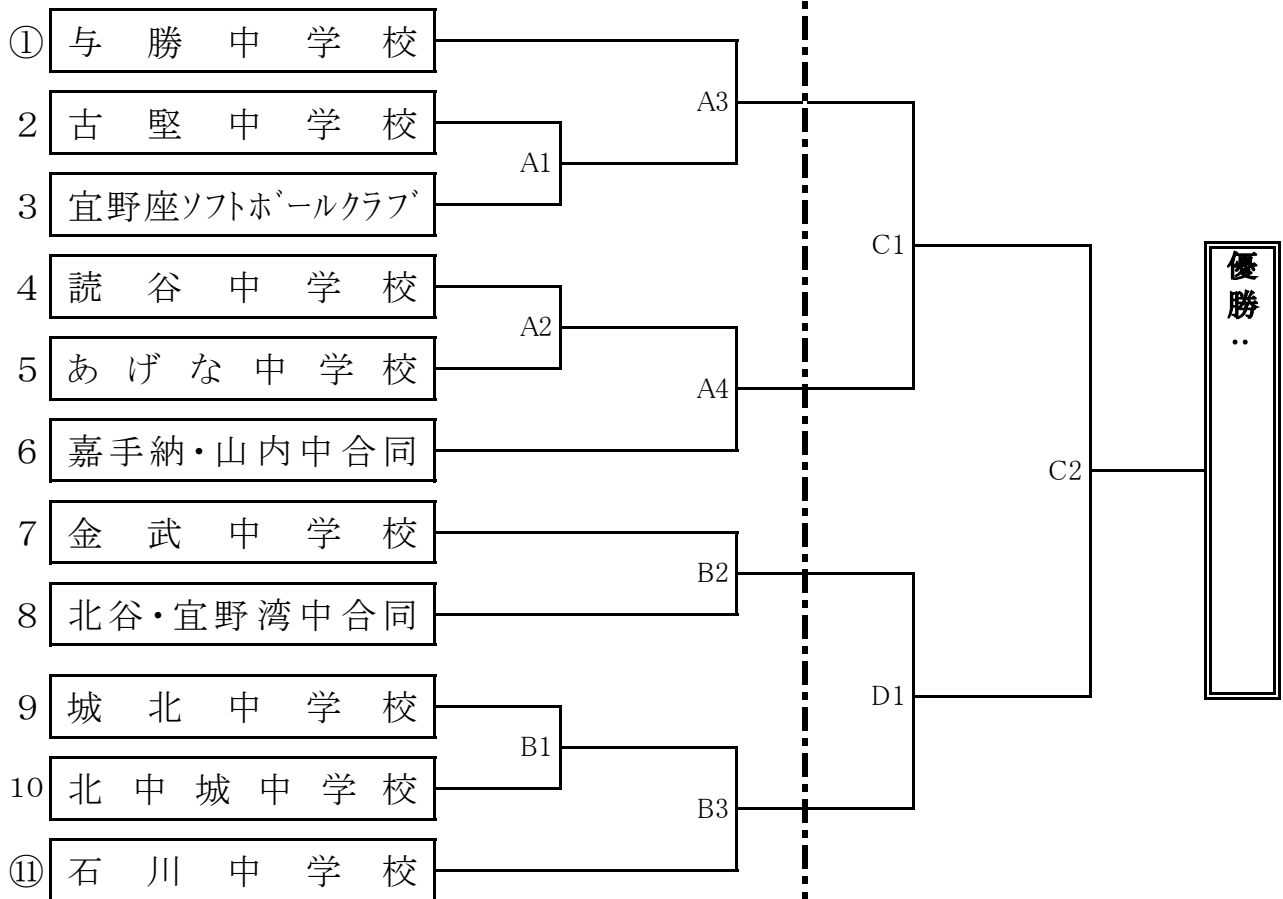 ① 与勝中学校
A3
2 古堅中学校
A1
3 宜野座ソフトボールクラブ
C1
4 読谷中学校
A2
5 あげな中学校
A4
6 嘉手納・山内中合同
C2
7 金武中学校
B2
8 北谷・宜野湾中合同
9 城北中学校
D1
B1
10 北中城中学校
B3
⑪ 石川中学校
優勝：